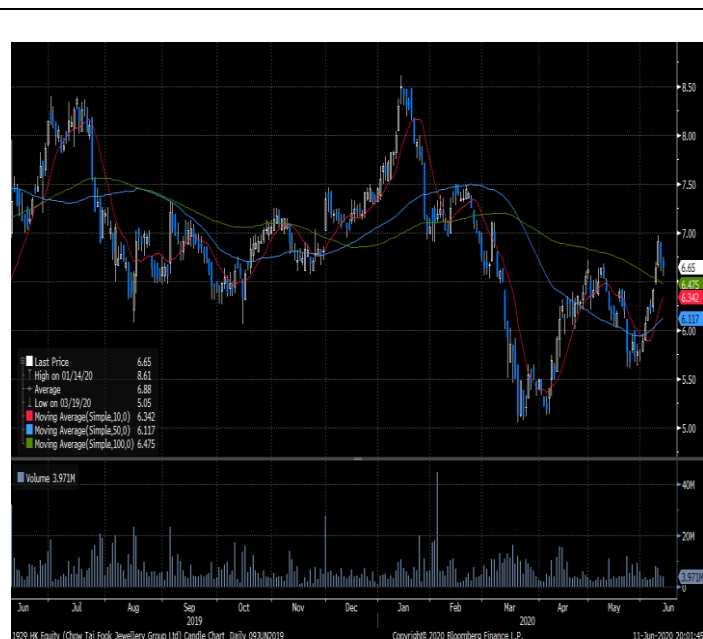 8.50
8.00
7.50
7.00
6.65
6.475
6.342
6.117
6.00
5.50
5.00
Last Price 6.65
High on 01/14/20 8.61
Average 6.88
Low on 03/19/20 5.05
Moving Average(Simple,10,0) 6.342
Moving Average(Simple,50,0) 6.117
Moving Average(Simple,100,0) 6.475
Volume 3.971M
40M
20M
3.971M
0
Jun Jul Aug Sep Oct Nov Dec Jan Feb Mar Apr May Jun
2019 2020
1929 HK Equity (Chow Tai Fook Jewellery Group Ltd) Candle Chart Daily 09JUN2019 Copyright© 2020 Bloomberg Finance L.P. 11-Jun-2020 20:01:49